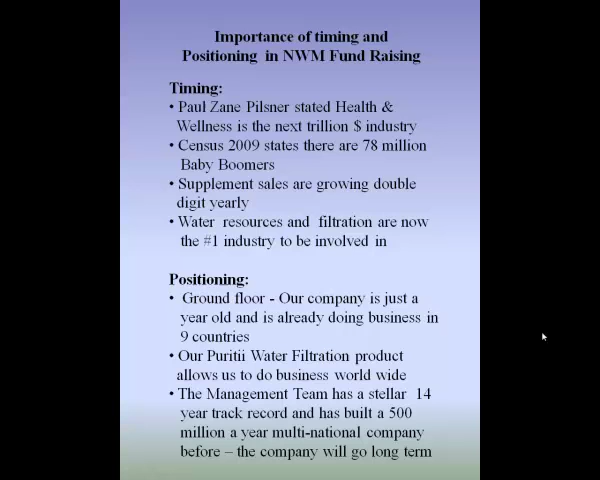 Importance of timing and
Positioning in NWM Fund Raising
Timing:
• Paul Zane Pilsner stated Health &
Wellness is the next trillion $ industry
• Census 2009 states there are 78 million
Baby Boomers
• Supplement sales are growing double
digit yearly
• Water resources and filtration are now
the #1 industry to be involved in
Positioning:
• Ground floor - Our company is just a
year old and is already doing business in
9 countries
• Our Puritii Water Filtration product
allows us to do business world wide
• The Management Team has a stellar 14
year track record and has built a 500
million a year multi-national company
before – the company will go long term